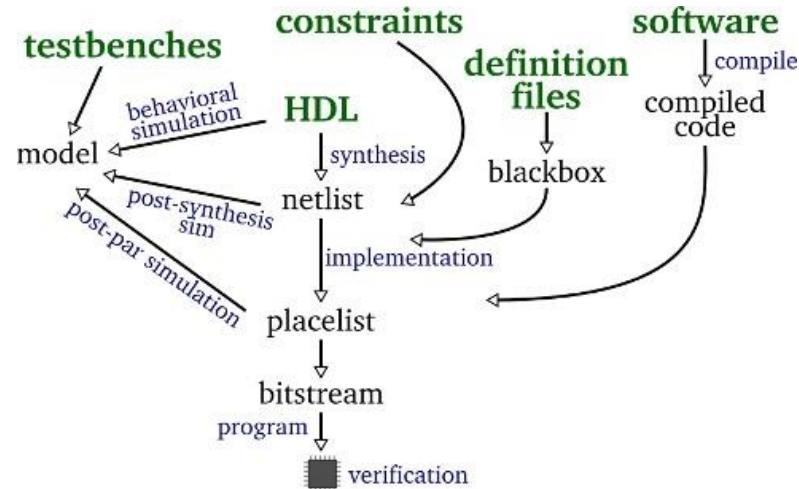 constraints
software
testbenches
compile
definition
files
behavioral
simulation
HDL
compiled
code
model
synthesis
blackbox
netlist
post-synthesis
sim
post-par simulation
implementation
placelist
bitstream
program
verification